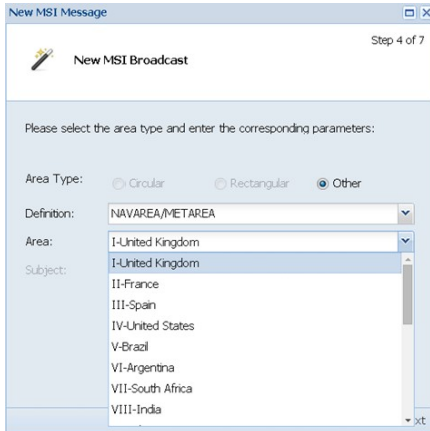 New MSI Message
Step 4 of 7
New MSI Broadcast
Please select the area type and enter the corresponding parameters:
Area Type: Circular Rectangular Other
Definition: NAVAREA/METAREA
Area: I-United Kingdom
Subject:
I-United Kingdom
II-France
III-Spain
IV-United States
V-Brazil
VI-Argentina
VII-South Africa
VIII-India
xt